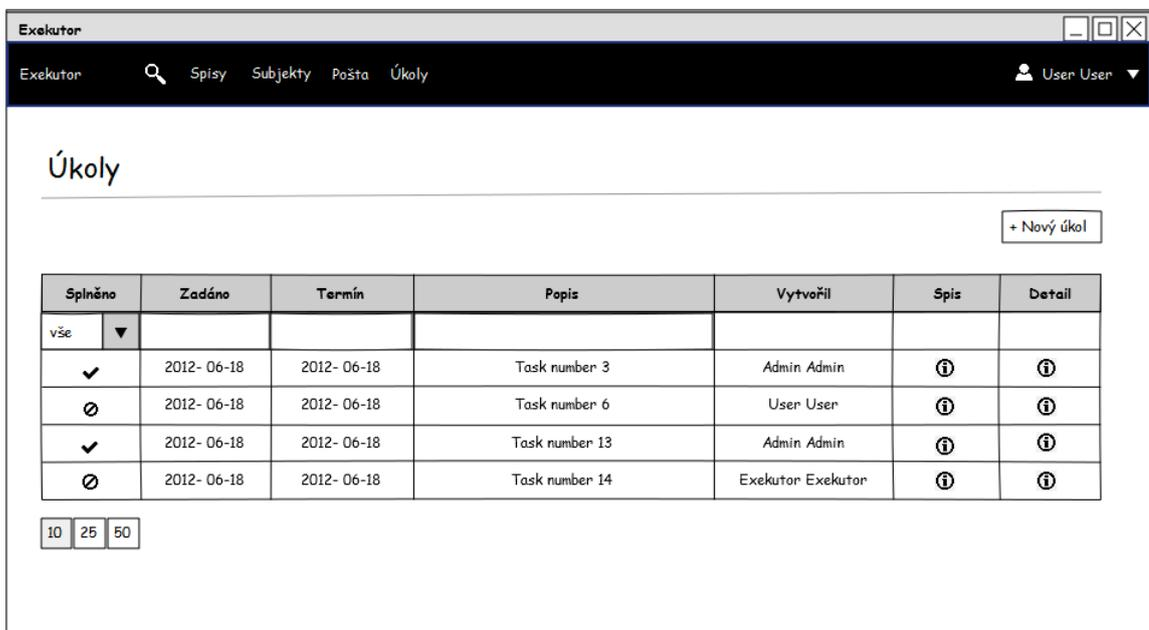 Exekutor
Exekutor Spisy Subjekty Pošta Úkoly User User
Úkoly
+ Nový úkol
Splněno Zadáno Termín Popis Vytvořil Spis Detail
vše
2012- 06-18 2012- 06-18 Task number 3 Admin Admin
2012- 06-18 2012- 06-18 Task number 6 User User
2012- 06-18 2012- 06-18 Task number 13 Admin Admin
2012- 06-18 2012- 06-18 Task number 14 Exekutor Exekutor
10 25 50